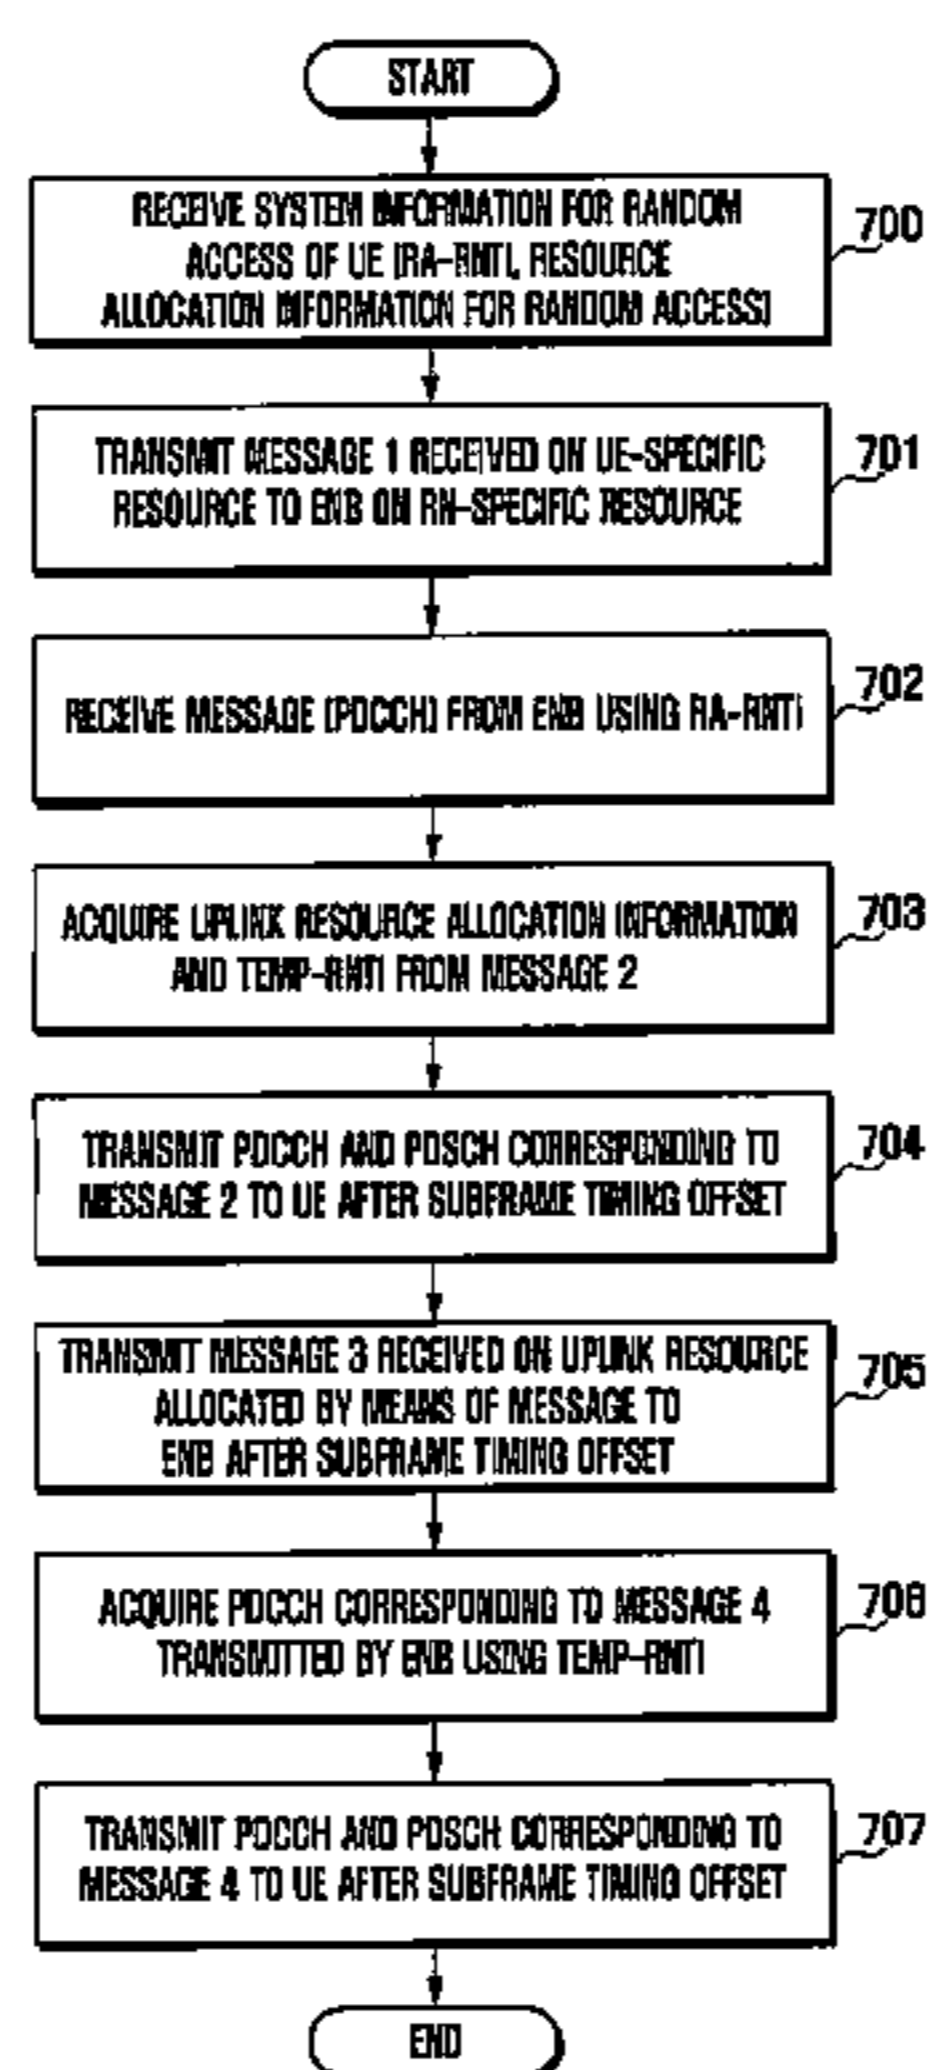 START
RECEIVE SYSTEM INFORMATION FOR RANDOM
ACCESS OF UE (RA-RNTI, RESOURCE
ALLOCATION INFORMATION FOR RANDOM ACCESS)
700
TRANSMIT MESSAGE 1 RECEIVED ON UE-SPECIFIC
RESOURCE TO ENB ON RN-SPECIFIC RESOURCE
701
RECEIVE MESSAGE (PDCCH) FROM ENB USING RA-RNTI
702
ACQUIRE UPLINK RESOURCE ALLOCATION INFORMATION
AND TEMP-RNTI FROM MESSAGE 2
703
TRANSMIT PDCCH AND PDSCH CORRESPONDING TO
MESSAGE 2 TO UE AFTER SUBFRAME TIMING OFFSET
704
TRANSMIT MESSAGE 3 RECEIVED ON UPLINK RESOURCE
ALLOCATED BY MEANS OF MESSAGE TO
ENB AFTER SUBFRAME TIMING OFFSET
705
ACQUIRE PDCCH CORRESPONDING TO MESSAGE 4
TRANSMITTED BY ENB USING TEMP-RNTI
706
TRANSMIT PDCCH AND PDSCH CORRESPONDING TO
MESSAGE 4 TO UE AFTER SUBFRAME TIMING OFFSET
707
END